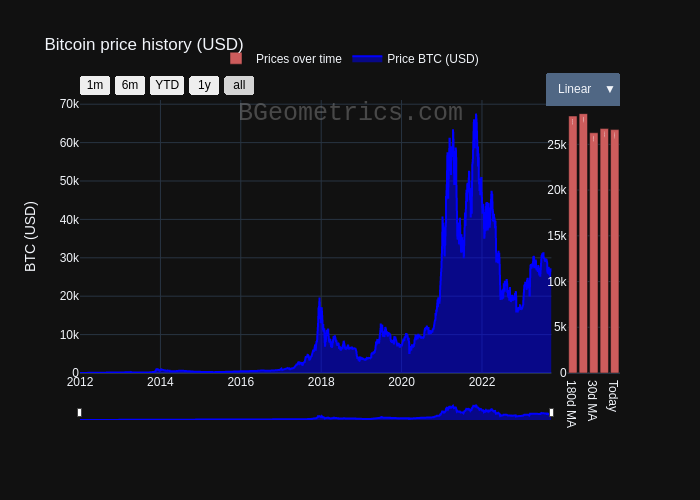 Bitcoin price history (USD)
Prices over time
Price BTC (USD)
1m
6m
YTD
1y
all
Linear ▼
BGeometrics.com
BTC (USD)
70k
60k
50k
40k
30k
20k
10k
0
2012
2014
2016
2018
2020
2022
25k
20k
15k
10k
5k
0
180d MA
30d MA
Today